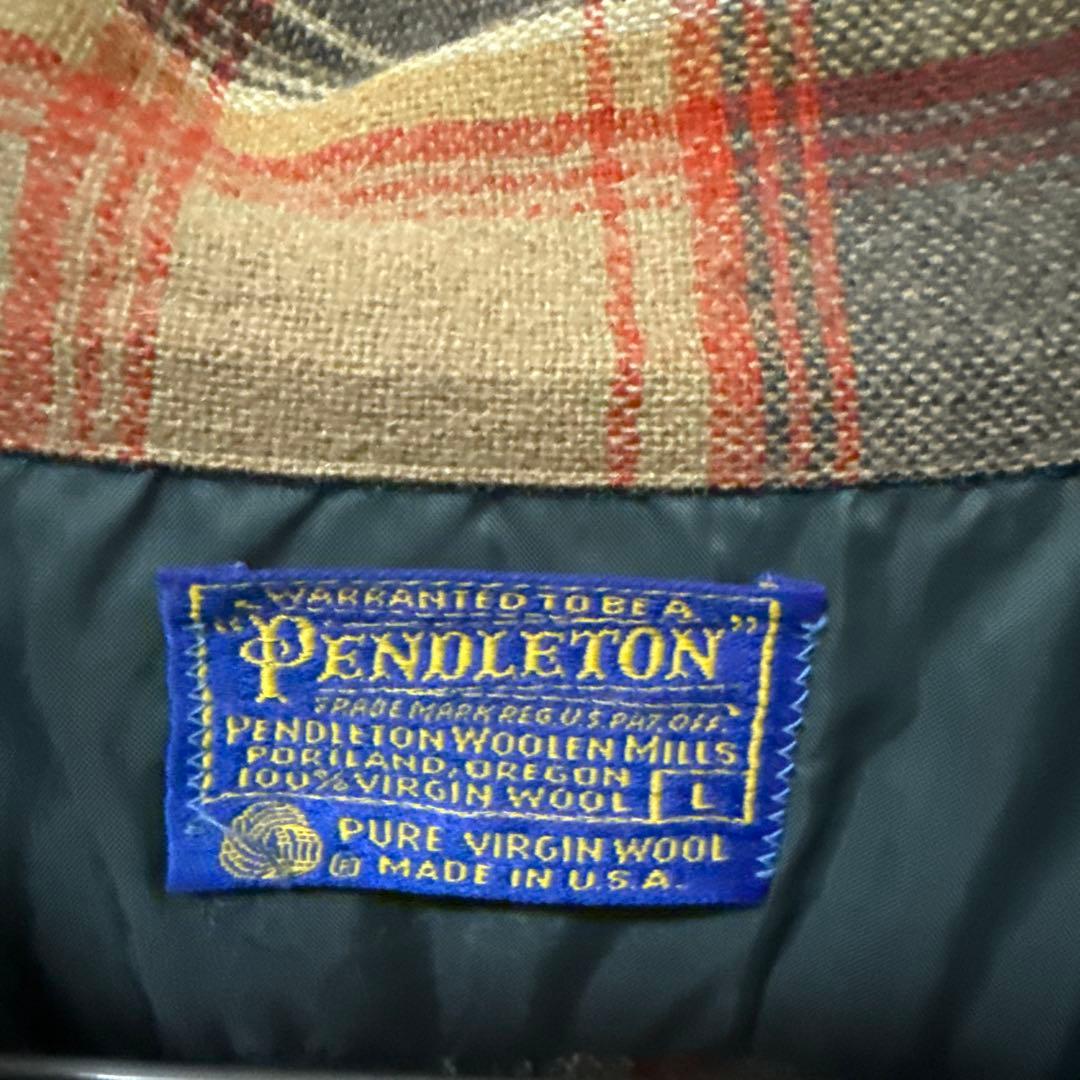 WARRANTED TO BE A
"PENDLETON"
TRADE MARK REG. U.S. PAT. OFF.
PENDLETON WOOLEN MILLS
PORTLAND, OREGON
100% VIRGIN WOOL L
PURE VIRGIN WOOL
MADE IN U.S.A.